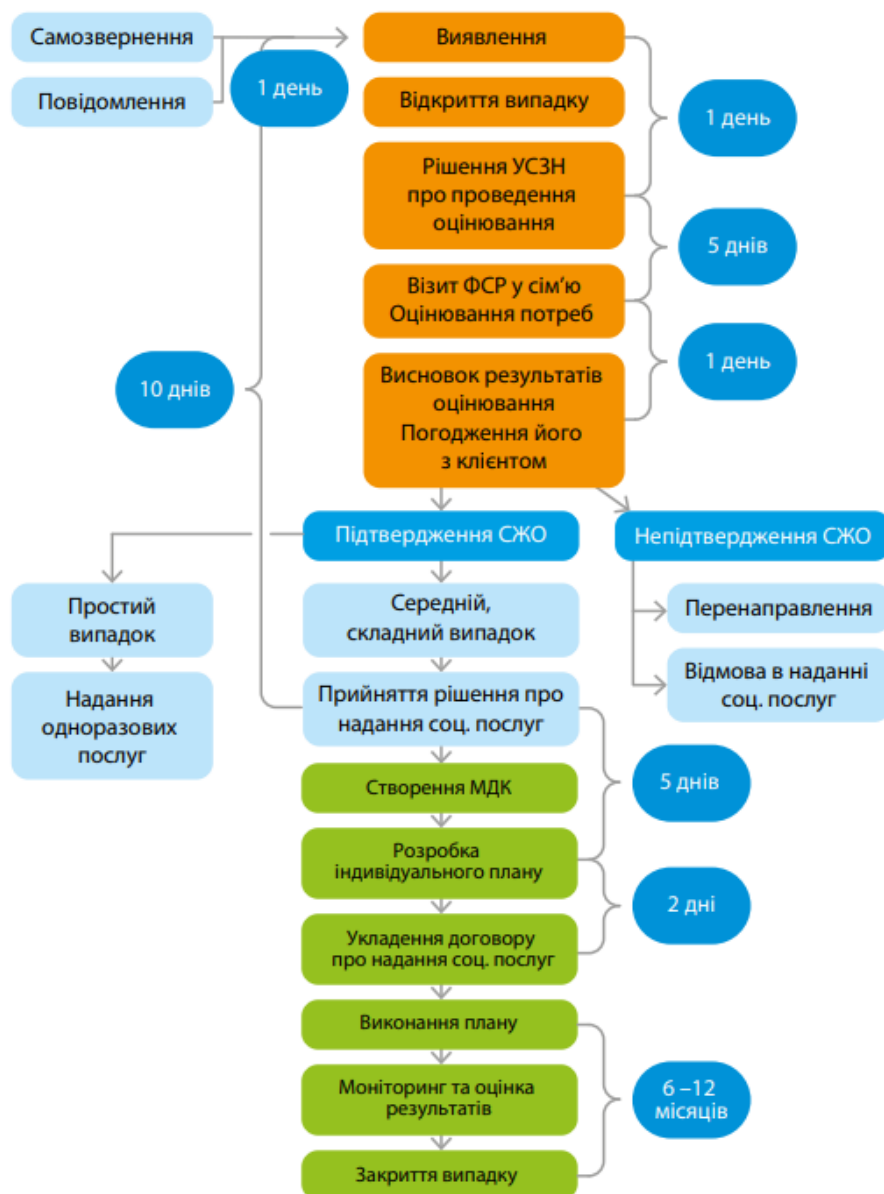 Самозвернення
Повідомлення
1 день
Виявлення
Відкриття випадку
Рішення УСЗН
про проведення
оцінювання
1 день
5 днів
Візит ФСР у сім’ю
Оцінювання потреб
1 день
10 днів
Висновок результатів
оцінювання
Погодження його
з клієнтом
Підтвердження СЖО
Непідтвердження СЖО
Простий
випадок
Середній,
складний випадок
Перенаправлення
Надання
одноразових
послуг
Прийняття рішення про
надання соц. послуг
Відмова в наданні
соц. послуг
Створення МДК
5 днів
Розробка
індивідуального плану
2 дні
Укладення договору
про надання соц. послуг
Виконання плану
Моніторинг та оцінка
результатів
6 –12
місяців
Закриття випадку